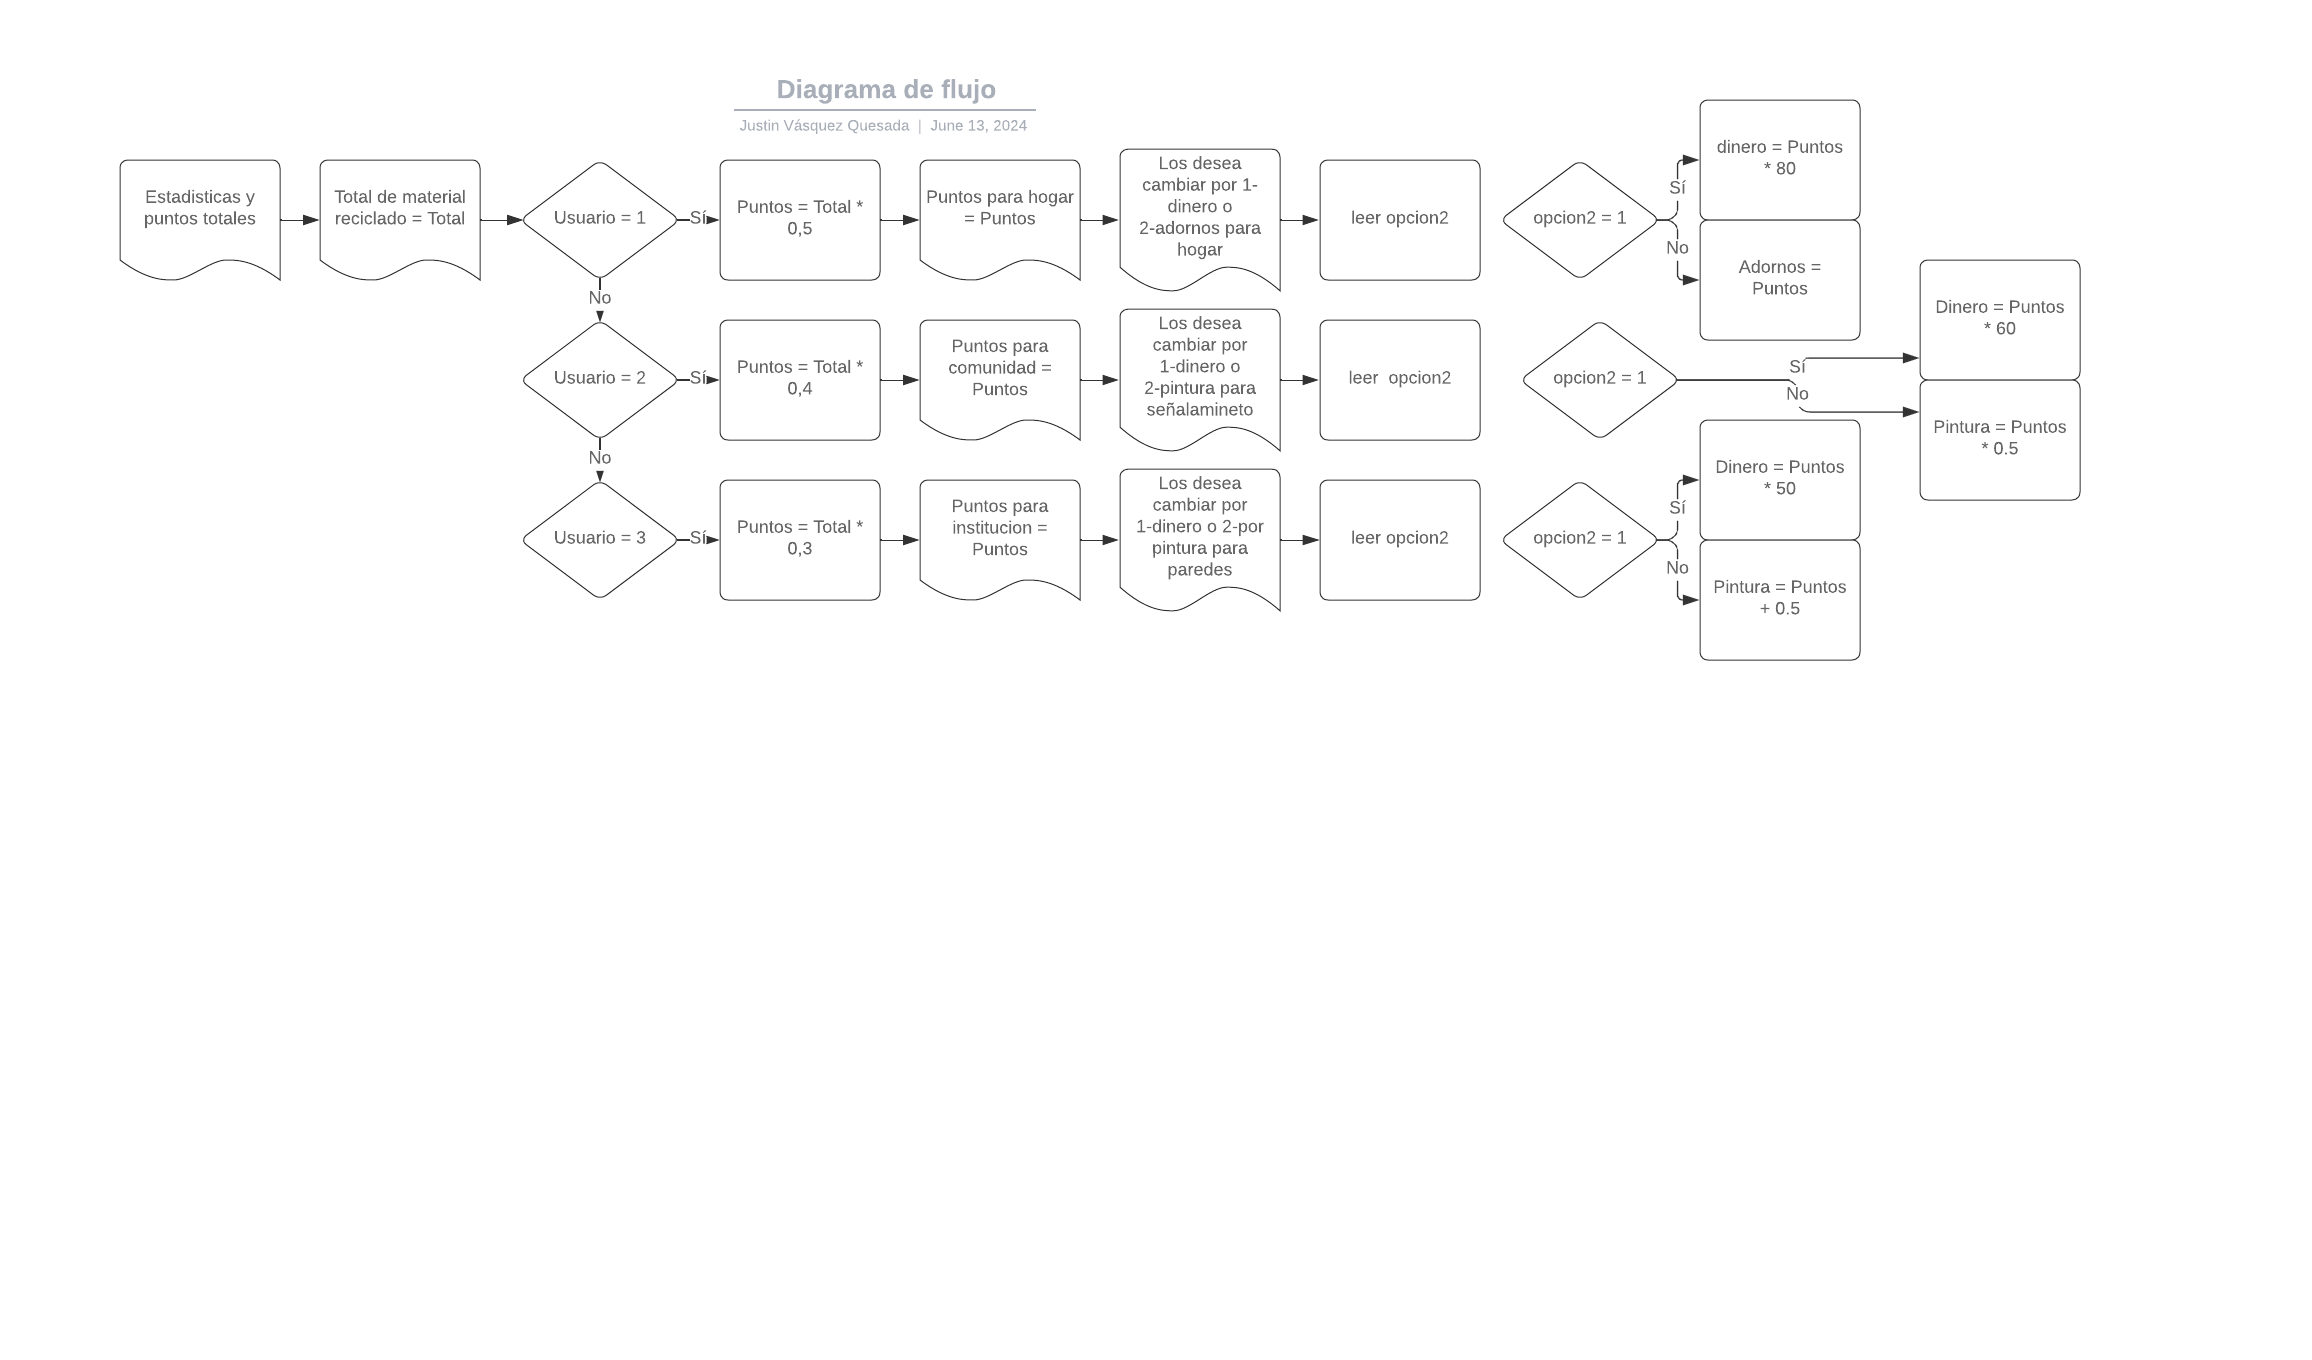 Diagrama de flujo
Justin Vásquez Quesada | June 13, 2024
Estadisticas y
puntos totales
Total de material
reciclado = Total
Usuario = 1
Sí
No
Puntos = Total *
0,5
Puntos para hogar
= Puntos
Los desea
cambiar por 1-
dinero o
2-adornos para
hogar
leer opcion2
opcion2 = 1
Sí
No
dinero = Puntos
* 80
Adornos =
Puntos
Usuario = 2
Sí
No
Puntos = Total *
0,4
Puntos para
comunidad =
Puntos
Los desea
cambiar por
1-dinero o
2-pintura para
señalamineto
leer  opcion2
opcion2 = 1
Sí
No
Dinero = Puntos
* 60
Pintura = Puntos
* 0.5
Usuario = 3
Sí
Puntos = Total *
0,3
Puntos para
institucion =
Puntos
Los desea
cambiar por
1-dinero o 2-por
pintura para
paredes
leer opcion2
opcion2 = 1
Sí
No
Dinero = Puntos
* 50
Pintura = Puntos
+ 0.5